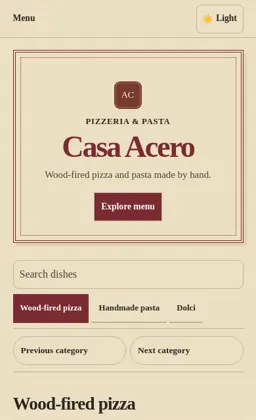 Menu
Light
AC
PIZZERIA & PASTA
Casa Acero
Wood-fired pizza and pasta made by hand.
Explore menu
Search dishes
Wood-fired pizza
Handmade pasta
Dolci
Previous category
Next category
Wood-fired pizza